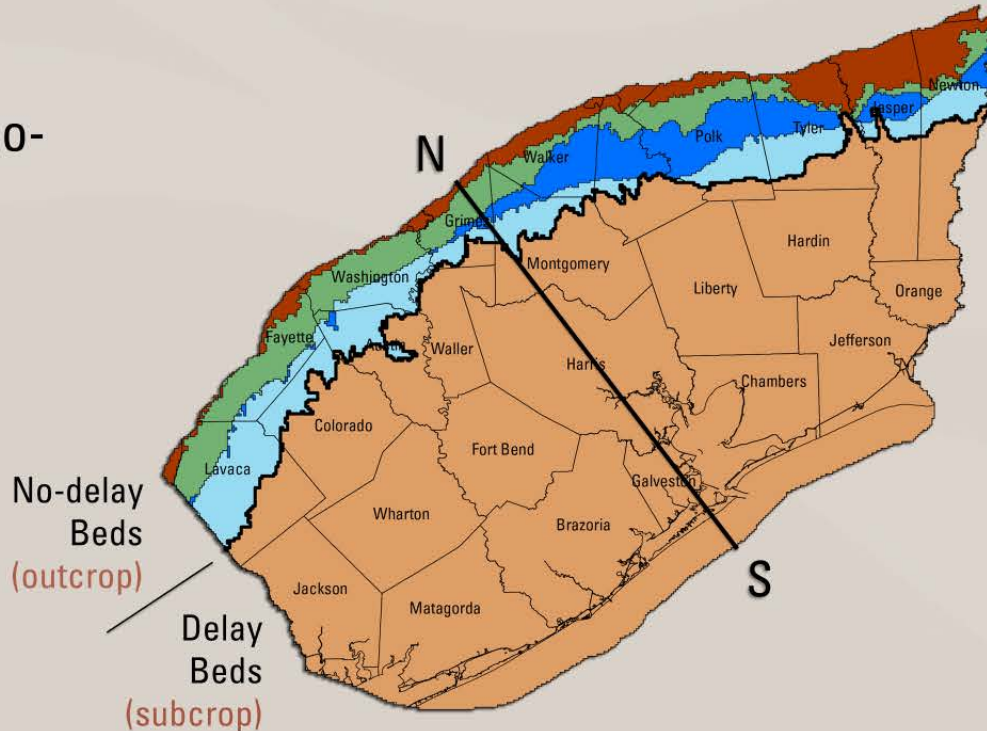 o-
N
Newton
Jasper
Tyler
Polk
Walker
Grimes
Hardin
Montgomery
Washington
Liberty
Orange
Fayette
Austin
Waller
Jefferson
Harris
Chambers
Colorado
Fort Bend
Lavaca
Galveston
No-delay
Beds
(outcrop)
Wharton
Brazoria
S
Jackson
Matagorda
Delay
Beds
(subcrop)